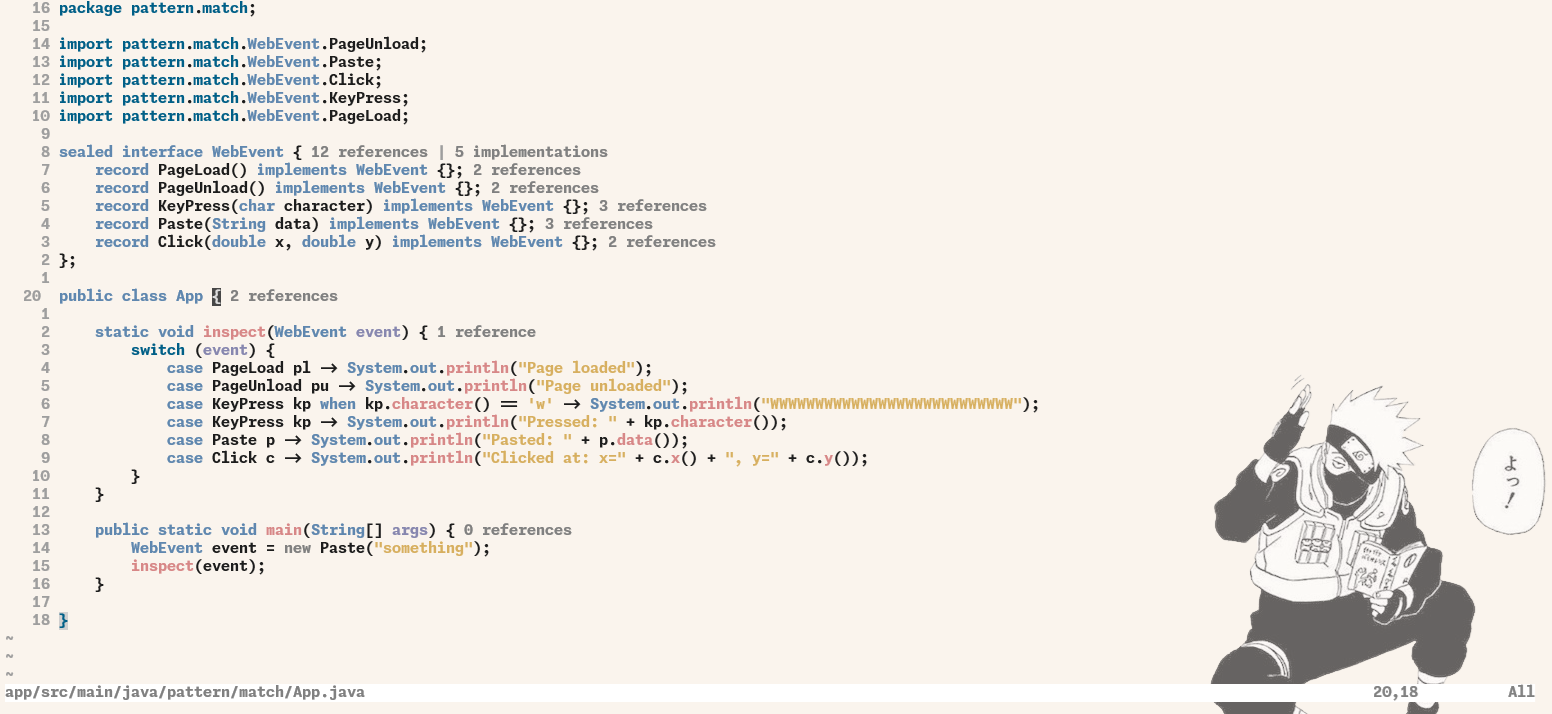 16 package pattern.match;
15
14 import pattern.match.WebEvent.PageUnload;
13 import pattern.match.WebEvent.Paste;
12 import pattern.match.WebEvent.Click;
11 import pattern.match.WebEvent.KeyPress;
10 import pattern.match.WebEvent.PageLoad;
9
8 sealed interface WebEvent { 12 references | 5 implementations
7     record PageLoad() implements WebEvent {}; 2 references
6     record PageUnload() implements WebEvent {}; 2 references
5     record KeyPress(char character) implements WebEvent {}; 3 references
4     record Paste(String data) implements WebEvent {}; 3 references
3     record Click(double x, double y) implements WebEvent {}; 2 references
2 };
1
20 public class App { 2 references
1
2     static void inspect(WebEvent event) { 1 reference
3         switch (event) {
4             case PageLoad pl -> System.out.println("Page loaded");
5             case PageUnload pu -> System.out.println("Page unloaded");
6             case KeyPress kp when kp.character() == 'w' -> System.out.println("WWWWWWWWWWWWWWWWWWWWWWWWWWW");
7             case KeyPress kp -> System.out.println("Pressed: " + kp.character());
8             case Paste p -> System.out.println("Pasted: " + p.data());
9             case Click c -> System.out.println("Clicked at: x=" + c.x() + ", y=" + c.y());
10         }
11     }
12
13     public static void main(String[] args) { 0 references
14         WebEvent event = new Paste("something");
15         inspect(event);
16     }
17
18 }
~
~
~
よっ！
app/src/main/java/pattern/match/App.java 20,18 All